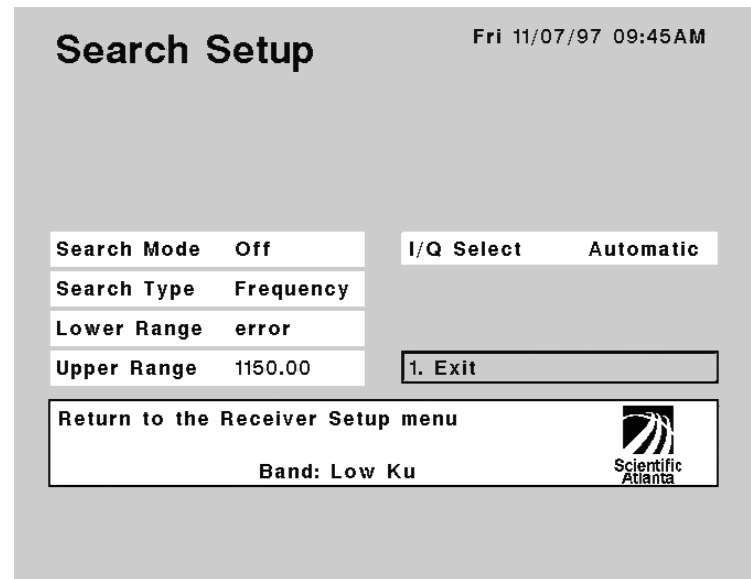 Search Setup
Fri 11/07/97 09:45AM
Search Mode Off
I/Q Select Automatic
Search Type Frequency
Lower Range error
Upper Range 1150.00
1. Exit
Return to the Receiver Setup menu
Band: Low Ku
Scientific
Atlanta